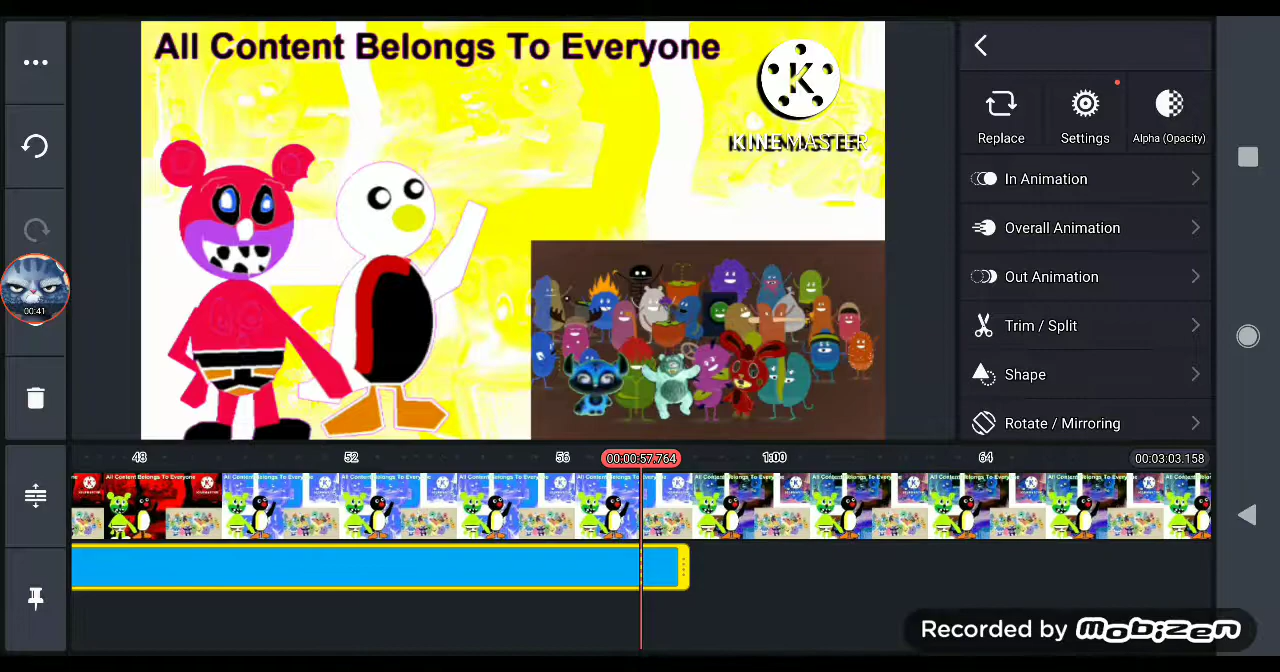 All Content Belongs To Everyone
K
KINEMASTER
Replace
Settings
Alpha (Opacity)
In Animation
Overall Animation
Out Animation
Trim / Split
Shape
Rotate / Mirroring
00:41
48
52
56
00:00:57.764
1:00
64
00:03:03.158
Recorded by mobizen